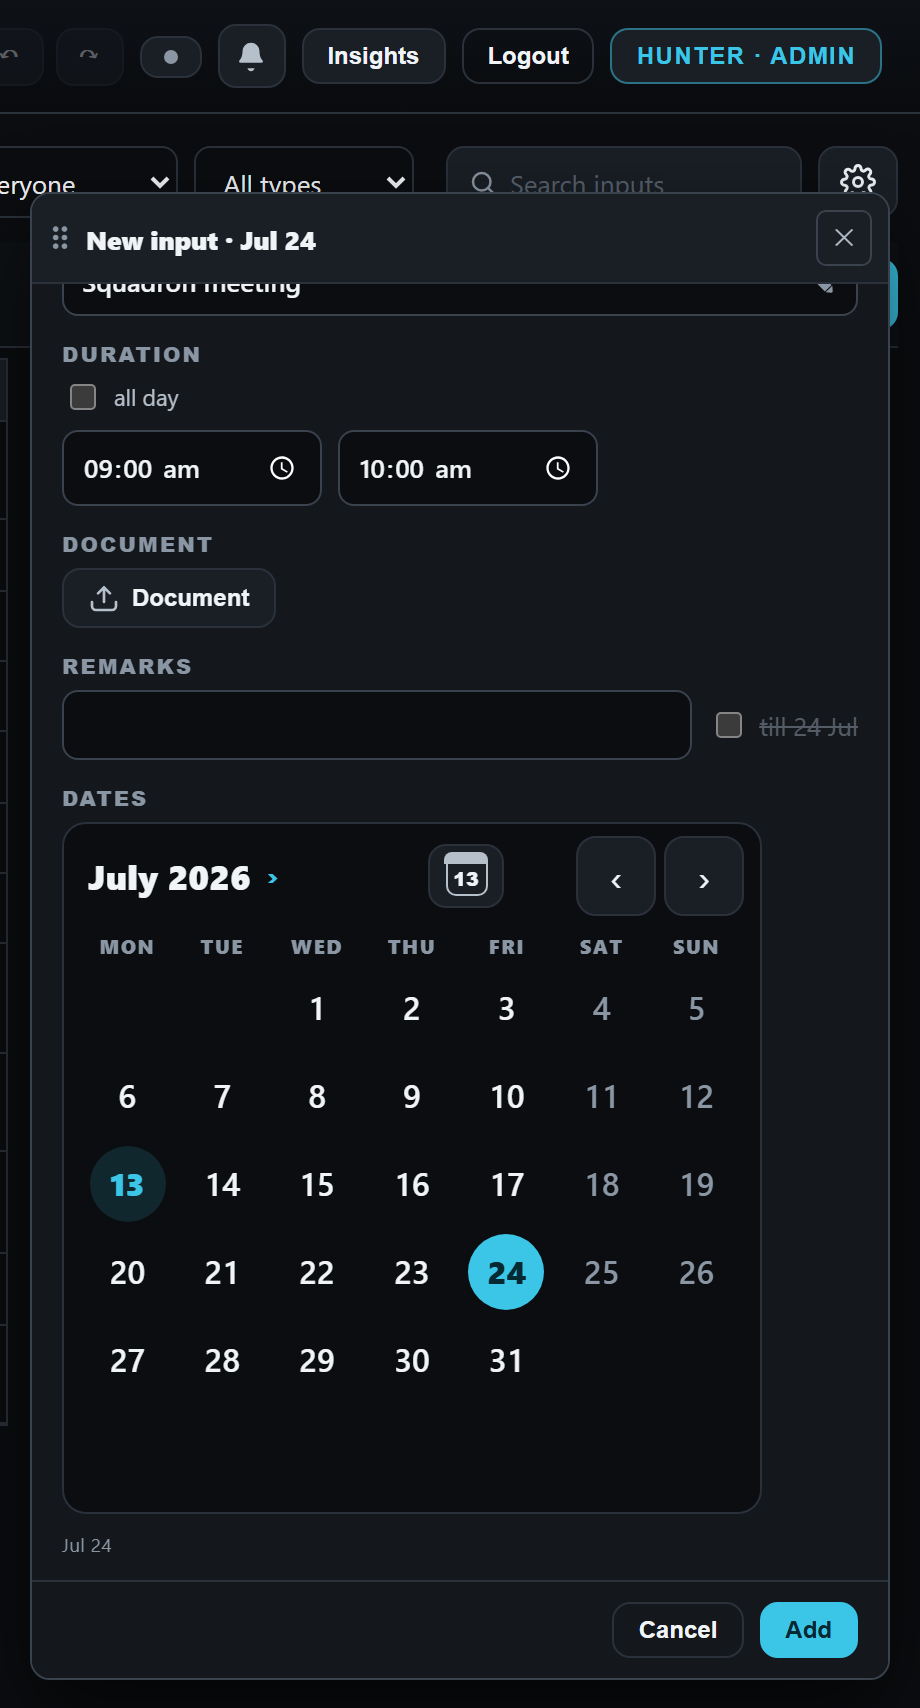 Insights Logout HUNTER · ADMIN
eryone All types Search inputs
New input · Jul 24
Squadron meeting
DURATION
all day
09:00 am 10:00 am
DOCUMENT
Document
REMARKS
till 24 Jul
DATES
July 2026 › 13 ‹ ›
MON TUE WED THU FRI SAT SUN
1 2 3 4 5
6 7 8 9 10 11 12
13 14 15 16 17 18 19
20 21 22 23 24 25 26
27 28 29 30 31
Jul 24
Cancel Add